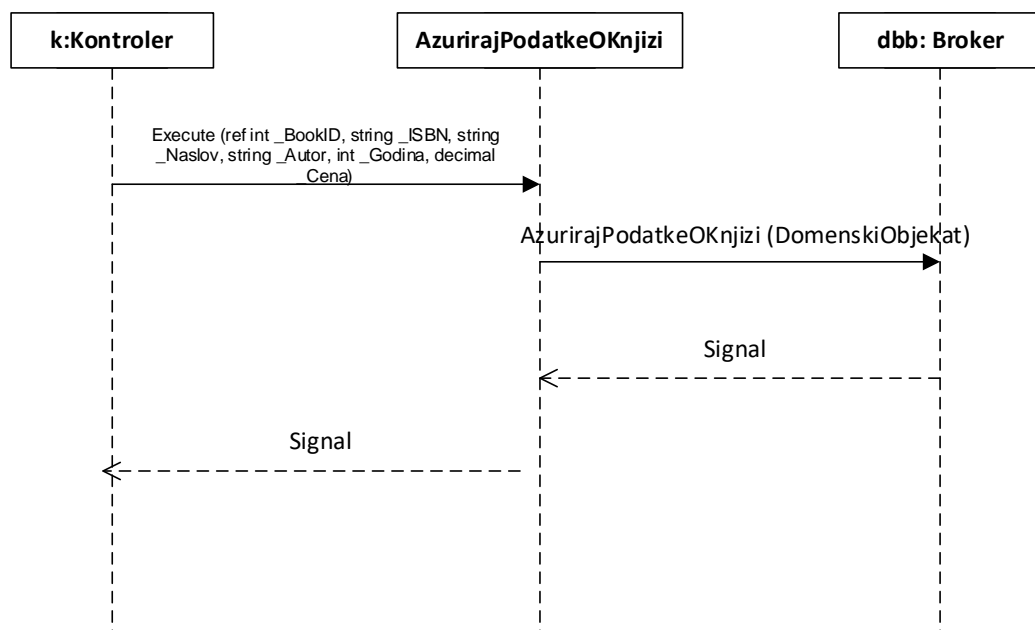 k:Kontroler
AzurirajPodatkeOKnjizi
dbb: Broker
Execute (ref int _BookID, string _ISBN, string
_Naslov, string _Autor, int _Godina, decimal
_Cena)
AzurirajPodatkeOKnjizi (DomenskiObjekat)
Signal
Signal